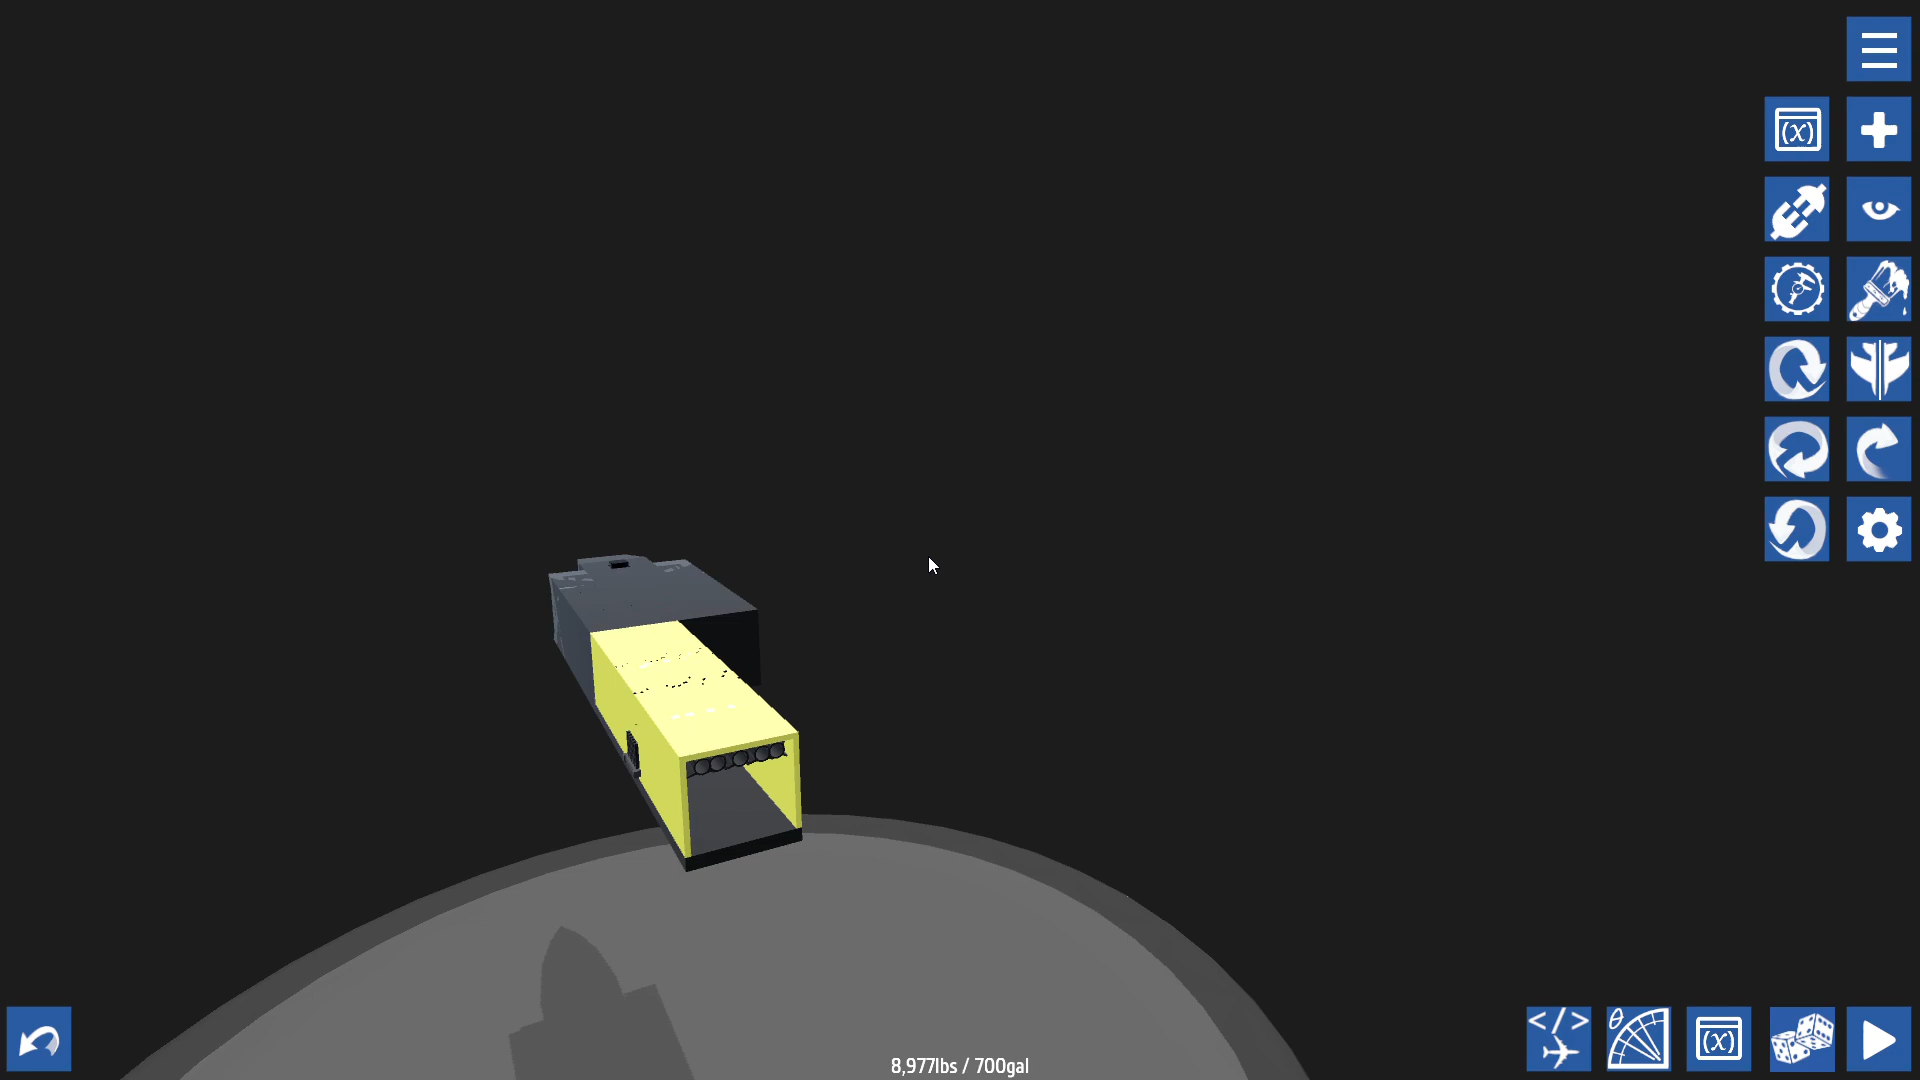 (x)
</>
θ
(x)
8,977lbs / 700gal